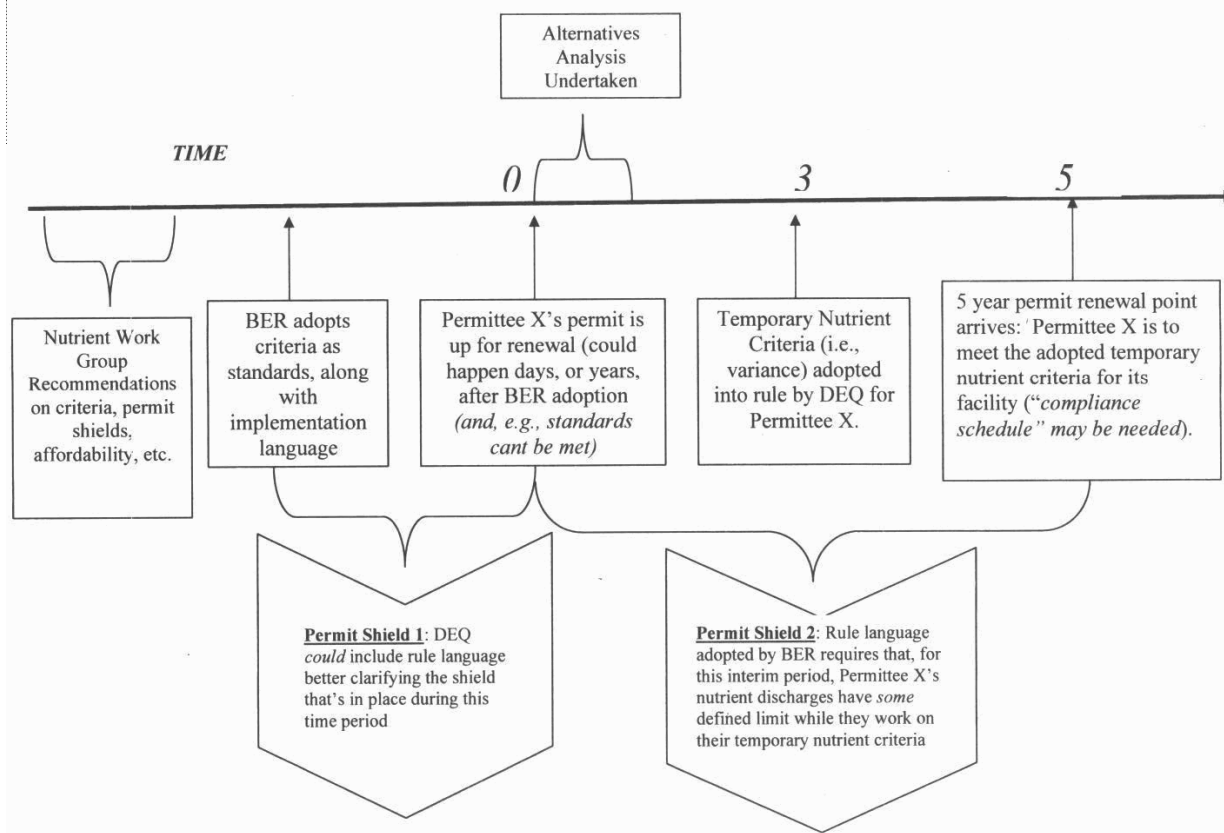 Alternatives
Analysis
Undertaken
TIME
0
3
5
Nutrient Work
Group
Recommendations
on criteria, permit
shields,
affordability, etc.
BER adopts
criteria as
standards, along
with
implementation
language
Permittee X's permit is
up for renewal (could
happen days, or years,
after BER adoption
(and, e.g., standards
cant be met)
Temporary Nutrient
Criteria (i.e.,
variance) adopted
into rule by DEQ for
Permittee X.
5 year permit renewal point
arrives: Permittee X is to
meet the adopted temporary
nutrient criteria for its
facility ("compliance
schedule" may be needed).
Permit Shield 1: DEQ
could include rule language
better clarifying the shield
that's in place during this
time period
Permit Shield 2: Rule language
adopted by BER requires that, for
this interim period, Permittee X's
nutrient discharges have some
defined limit while they work on
their temporary nutrient criteria